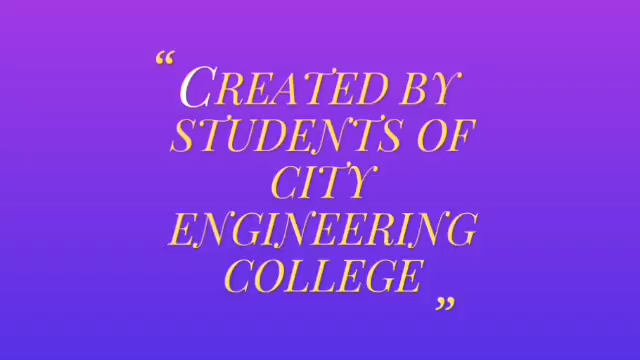 “CREATED BY
STUDENTS OF
CITY
ENGINEERING
COLLEGE”